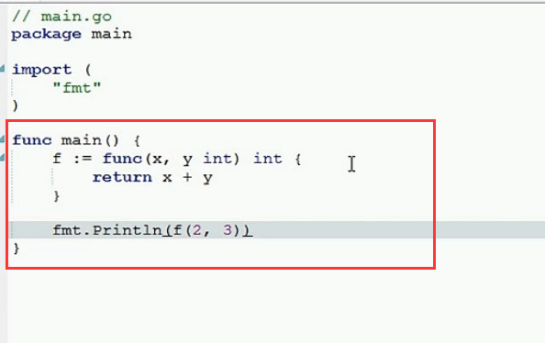 // main.go
package main
import (
"fmt"
)
func main() {
f := func(x, y int) int {
return x + y
}
fmt.Println(f(2, 3))
}